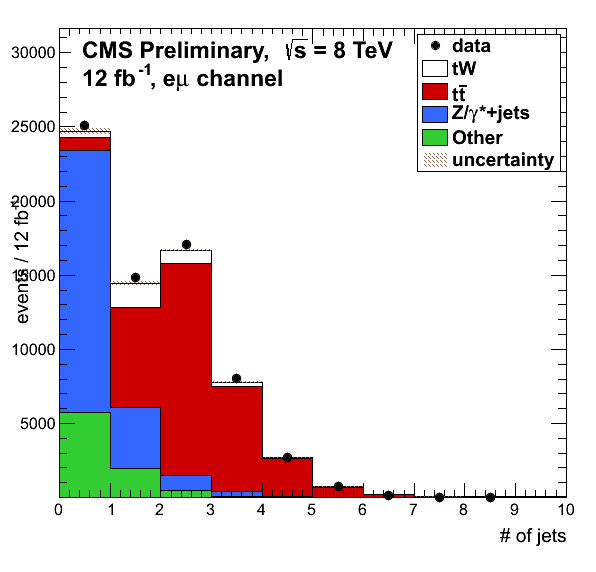 CMS Preliminary, √s = 8 TeV
12 fb⁻¹, eμ channel
data
tW
tt̄
Z/γ*+jets
Other
uncertainty
events / 12 fb⁻¹
30000
25000
20000
15000
10000
5000
0 1 2 3 4 5 6 7 8 9 10
# of jets